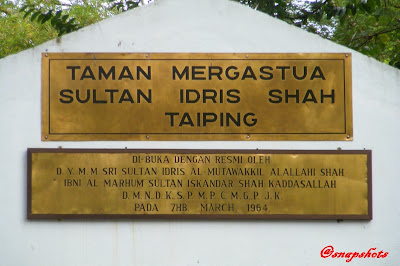 TAMAN MERGASTUA
SULTAN IDRIS SHAH
TAIPING
DI-BUKA DENGAN RESMI OLEH
D. Y. M. M SRI SULTAN IDRIS AL-MUTAWAKKIL ALALLAHI SHAH
IBNI AL MARHUM SULTAN ISKANDAR SHAH KADDASALLAH
D. M. N. D. K. S. P. M. P. C. M. G. P. J. K
PADA 7HB. MARCH 1964
@snapshots